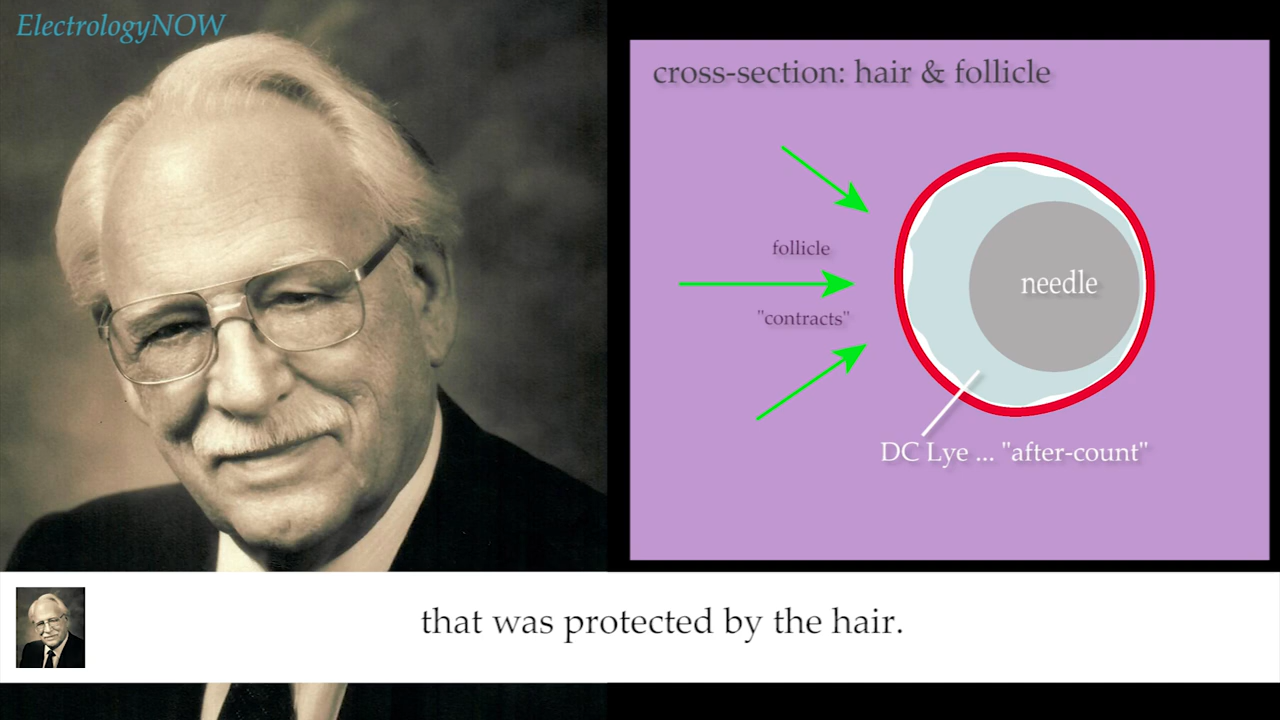 ElectrologyNOW
cross-section: hair & follicle
follicle
"contracts"
needle
DC Lye ... "after-count"
that was protected by the hair.